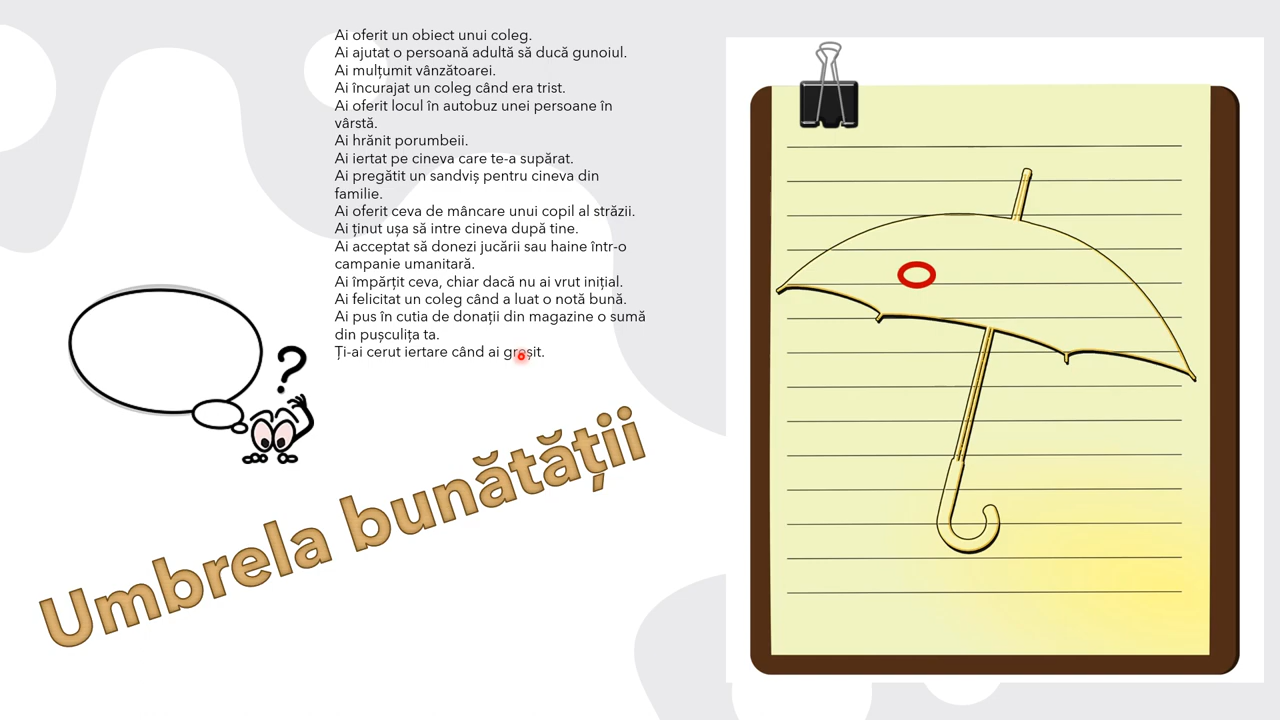 Ai oferit un obiect unui coleg.
Ai ajutat o persoană adultă să ducă gunoiul.
Ai mulțumit vânzătoarei.
Ai încurajat un coleg când era trist.
Ai oferit locul în autobuz unei persoane în
vârstă.
Ai hrănit porumbeii.
Ai iertat pe cineva care te-a supărat.
Ai pregătit un sandviș pentru cineva din
familie.
Ai oferit ceva de mâncare unui copil al străzii.
Ai ținut ușa să intre cineva după tine.
Ai acceptat să donezi jucării sau haine într-o
campanie umanitară.
Ai împărțit ceva, chiar dacă nu ai vrut inițial.
Ai felicitat un coleg când a luat o notă bună.
Ai pus în cutia de donații din magazine o sumă
din pușculița ta.
Ți-ai cerut iertare când ai greșit.
?
Umbrela bunătății